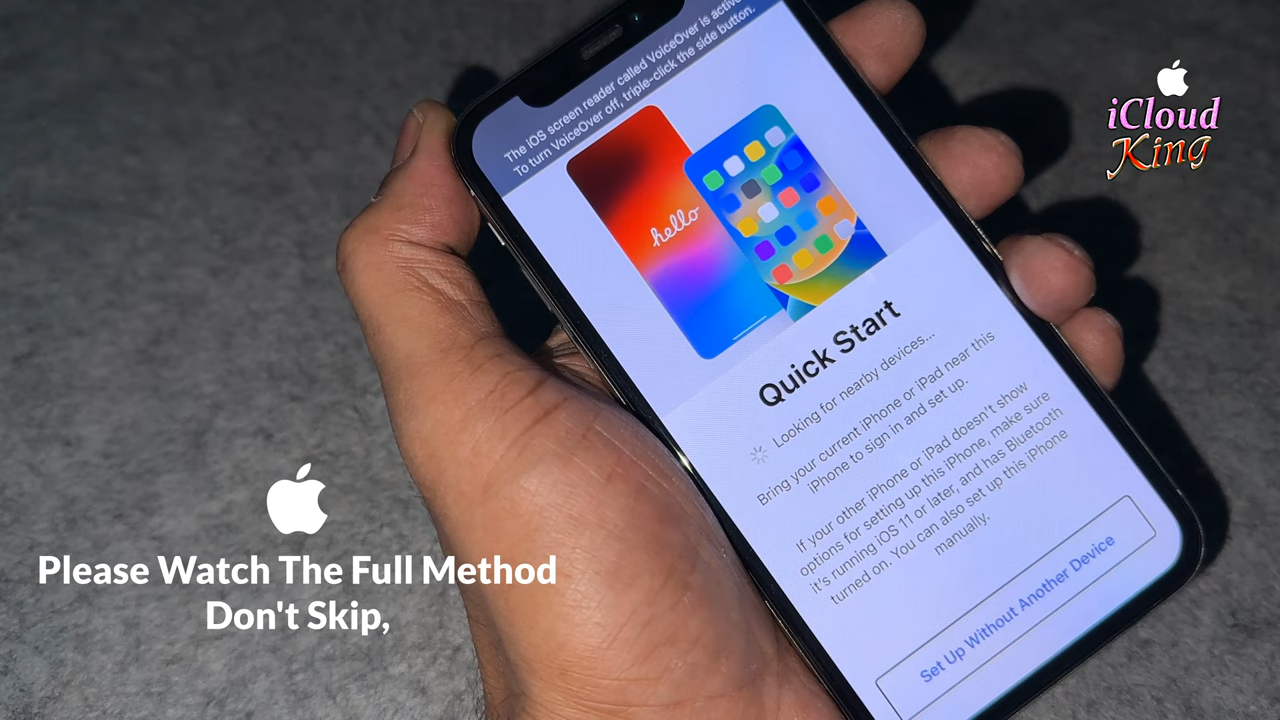 The iOS screen reader called VoiceOver is active.
To turn VoiceOver off, triple-click the side button.
iCloud
King
hello
Quick Start
Looking for nearby devices...
Bring your current iPhone or iPad near this
iPhone to sign in and set up.
If your other iPhone or iPad doesn't show
options for setting up this iPhone, make sure
it's running iOS 11 or later, and has Bluetooth
turned on. You can also set up this iPhone
manually.
Set Up Without Another Device
Please Watch The Full Method
Don't Skip,